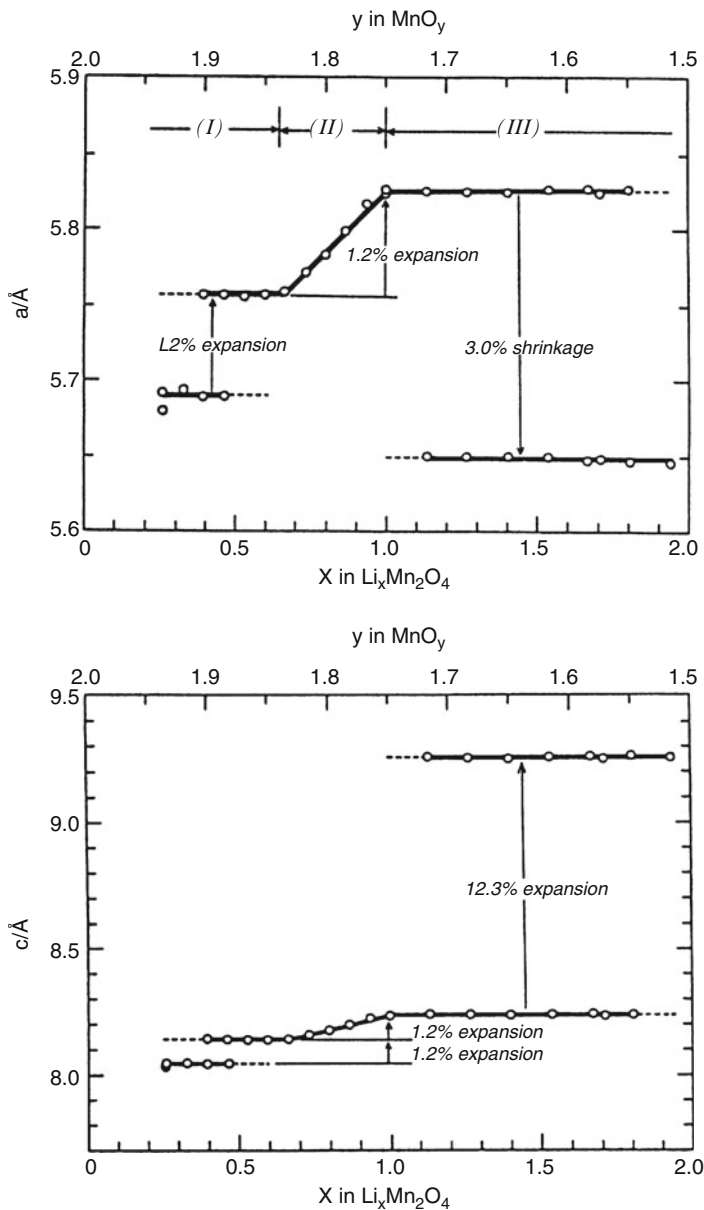 y in MnOy
2.0 1.9 1.8 1.7 1.6 1.5
5.9
(I) (II) (III)
5.8
1.2% expansion
a/Å
L2% expansion
3.0% shrinkage
5.7
5.6
0 0.5 1.0 1.5 2.0
X in LixMn2O4
y in MnOy
2.0 1.9 1.8 1.7 1.6 1.5
9.5
9.0
12.3% expansion
c/Å
8.5
1.2% expansion
1.2% expansion
8.0
0 0.5 1.0 1.5 2.0
X in LixMn2O4